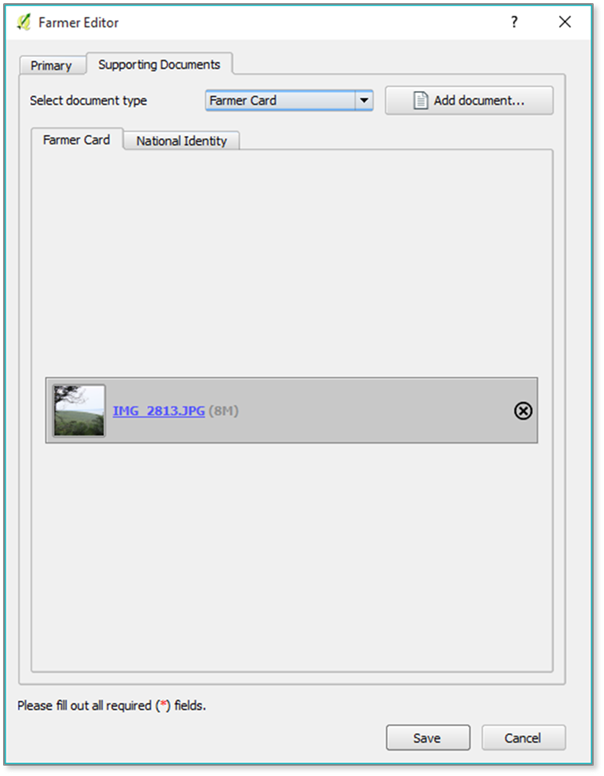 Farmer Editor ?
Primary Supporting Documents
Select document type Farmer Card Add document...
Farmer Card National Identity
IMG_2813.JPG (8M)
Please fill out all required (*) fields.
Save Cancel